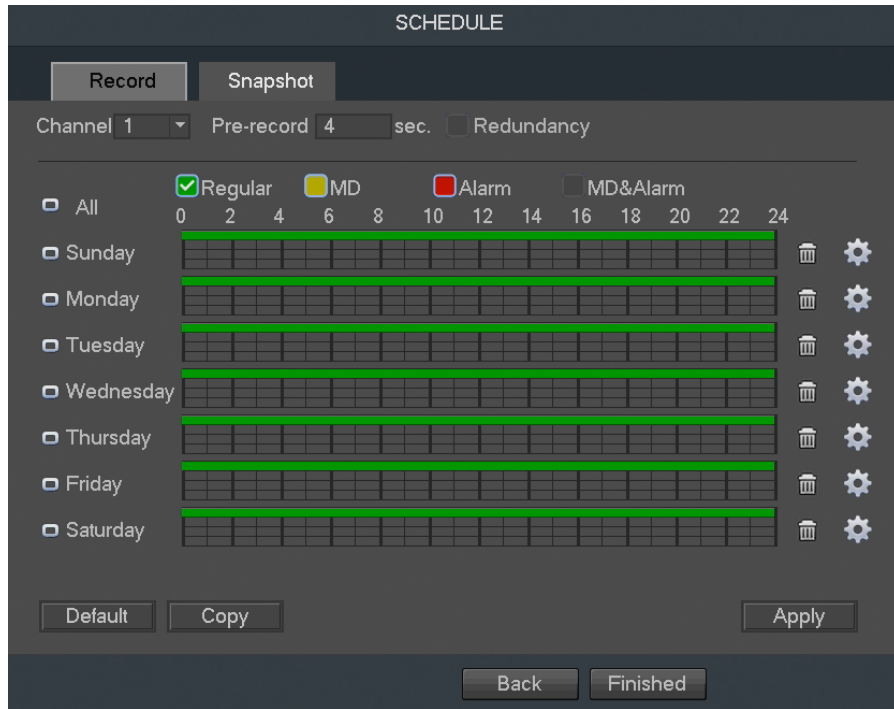 SCHEDULE
Record Snapshot
Channel 1 Pre-record 4 sec. Redundancy
All Regular MD Alarm MD&Alarm
0 2 4 6 8 10 12 14 16 18 20 22 24
Sunday
Monday
Tuesday
Wednesday
Thursday
Friday
Saturday
Default Copy Apply
Back Finished